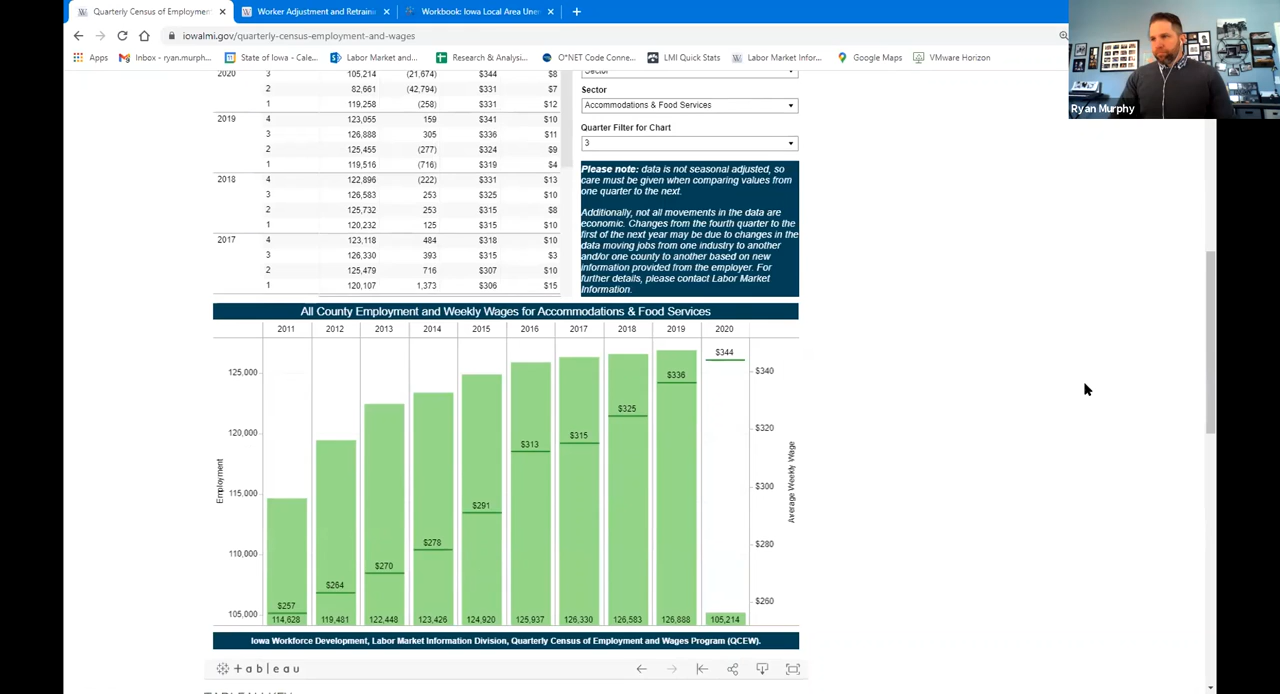 Quarterly Census of Employmen
Worker Adjustment and Retraini
Workbook: Iowa Local Area Une
iowalmi.gov/quarterly-census-employment-and-wages
Apps
Inbox - ryan.murph...
State of Iowa - Cale...
Labor Market and...
Research & Analysi...
O*NET Code Conne...
LMI Quick Stats
Labor Market Infor...
Google Maps
VMware Horizon
Ryan Murphy
2020 3 105,214 (21,674) $344 $8
2 82,661 (42,794) $331 $7
1 119,258 (258) $331 $12
2019 4 123,055 159 $341 $10
3 126,888 305 $336 $11
2 125,455 (277) $324 $9
1 119,516 (716) $319 $4
2018 4 122,896 (222) $331 $13
3 126,583 253 $325 $10
2 125,732 253 $315 $8
1 120,232 125 $315 $10
2017 4 123,118 484 $318 $10
3 126,330 393 $315 $3
2 125,479 716 $307 $10
1 120,107 1,373 $306 $15
Sector
Sector
Accommodations & Food Services
Quarter Filter for Chart
3
Please note: data is not seasonal adjusted, so
care must be given when comparing values from
one quarter to the next.
Additionally, not all movements in the data are
economic. Changes from the fourth quarter to the
first of the next year may be due to changes in the
data moving jobs from one industry to another
and/or one county to another based on new
information provided from the employer. For
further details, please contact Labor Market
Information.
All County Employment and Weekly Wages for Accommodations & Food Services
2011 2012 2013 2014 2015 2016 2017 2018 2019 2020
125,000
120,000
115,000
110,000
105,000
Employment
$257 $264 $270 $278 $291 $313 $315 $325 $336 $344
114,628 119,481 122,448 123,426 124,920 125,937 126,330 126,583 126,888 105,214
$340
$320
$300
$280
$260
Average Weekly Wage
Iowa Workforce Development, Labor Market Information Division, Quarterly Census of Employment and Wages Program (QCEW).
+ableau